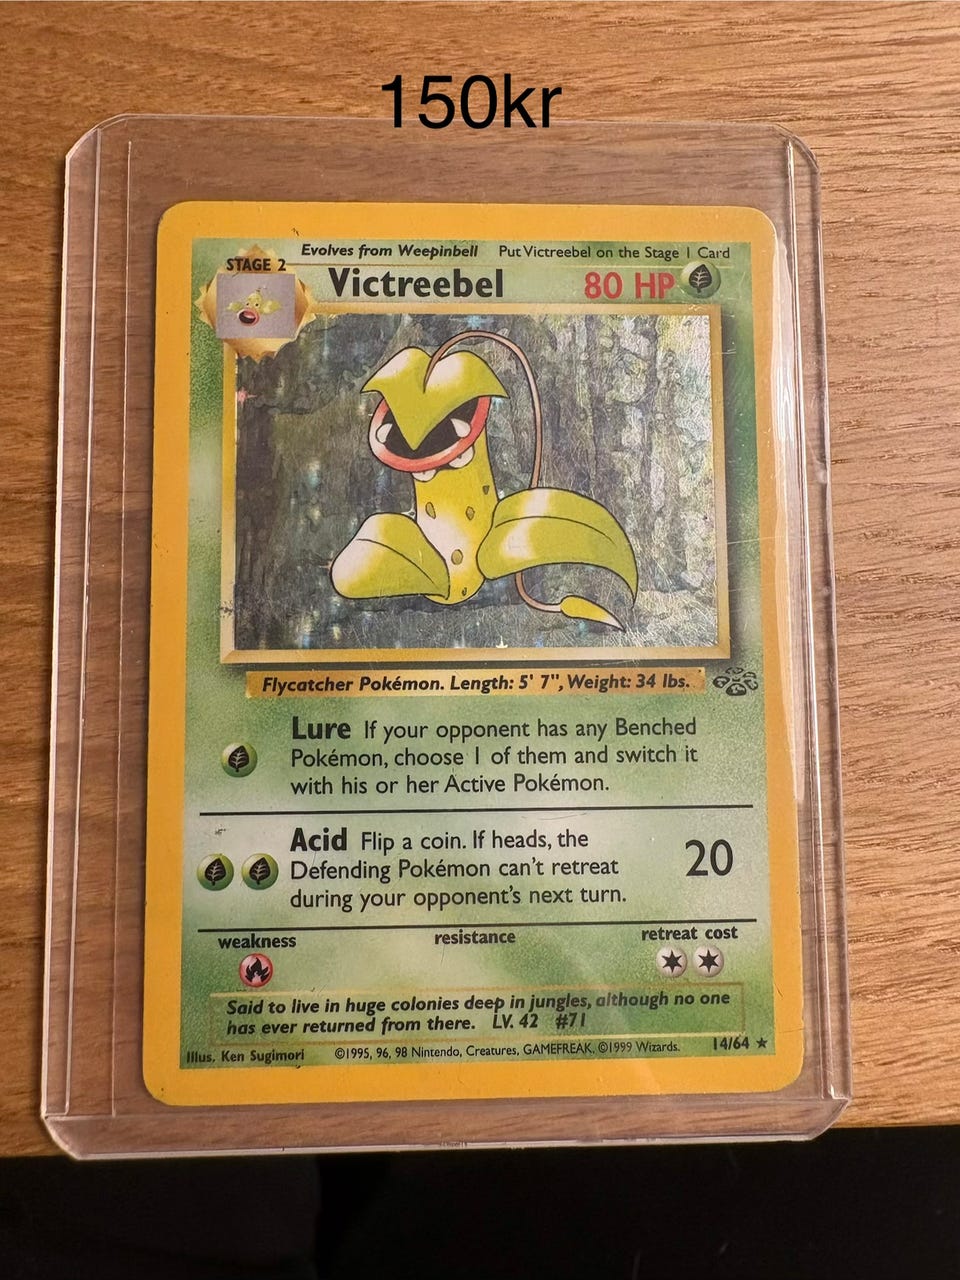 150kr
Evolves from Weepinbell Put Victreebel on the Stage 1 Card
STAGE 2
Victreebel 80 HP
Flycatcher Pokémon. Length: 5' 7", Weight: 34 lbs.
Lure If your opponent has any Benched
Pokémon, choose 1 of them and switch it
with his or her Active Pokémon.
Acid Flip a coin. If heads, the
Defending Pokémon can't retreat
during your opponent's next turn.
20
weakness resistance retreat cost
Said to live in huge colonies deep in jungles, although no one
has ever returned from there. LV. 42 #71
Illus. Ken Sugimori ©1995, 96, 98 Nintendo, Creatures, GAMEFREAK. ©1999 Wizards. 14/64 ★